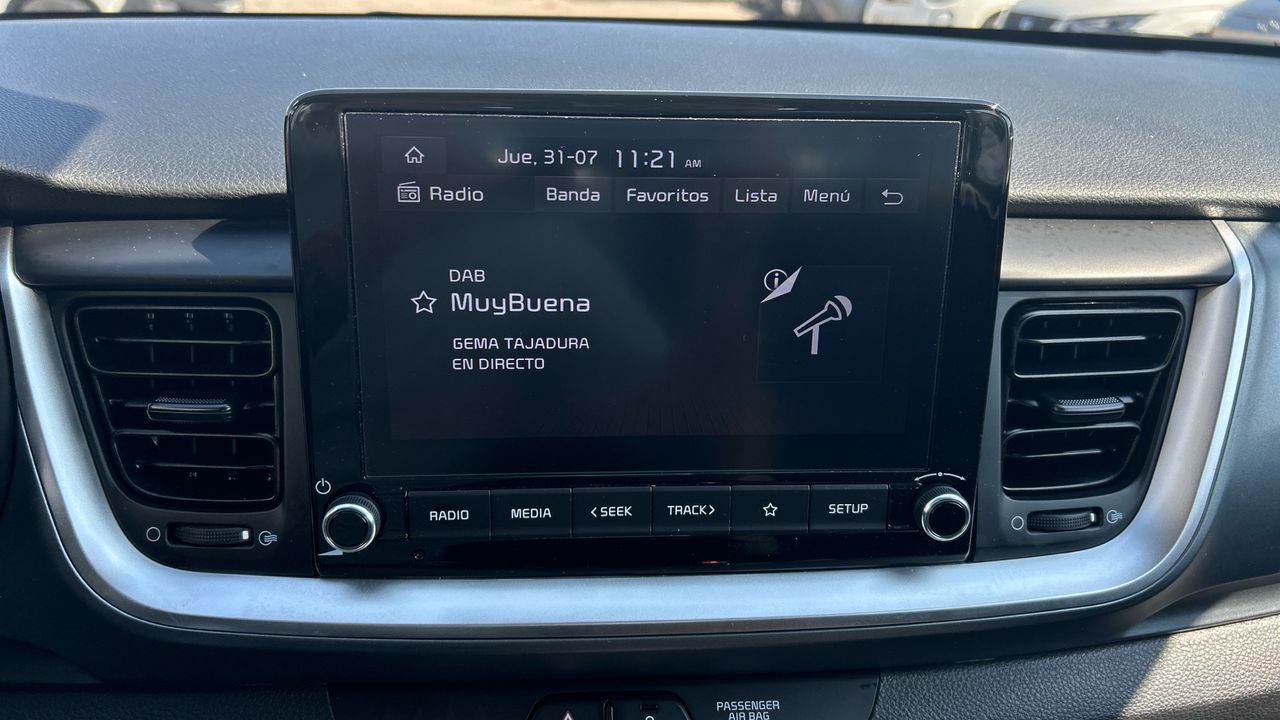 Jue, 31-07 11:21 AM
Radio Banda Favoritos Lista Menú
DAB
MuyBuena
GEMA TAJADURA
EN DIRECTO
RADIO MEDIA <SEEK TRACK> SETUP
PASSENGER
AIR BAG